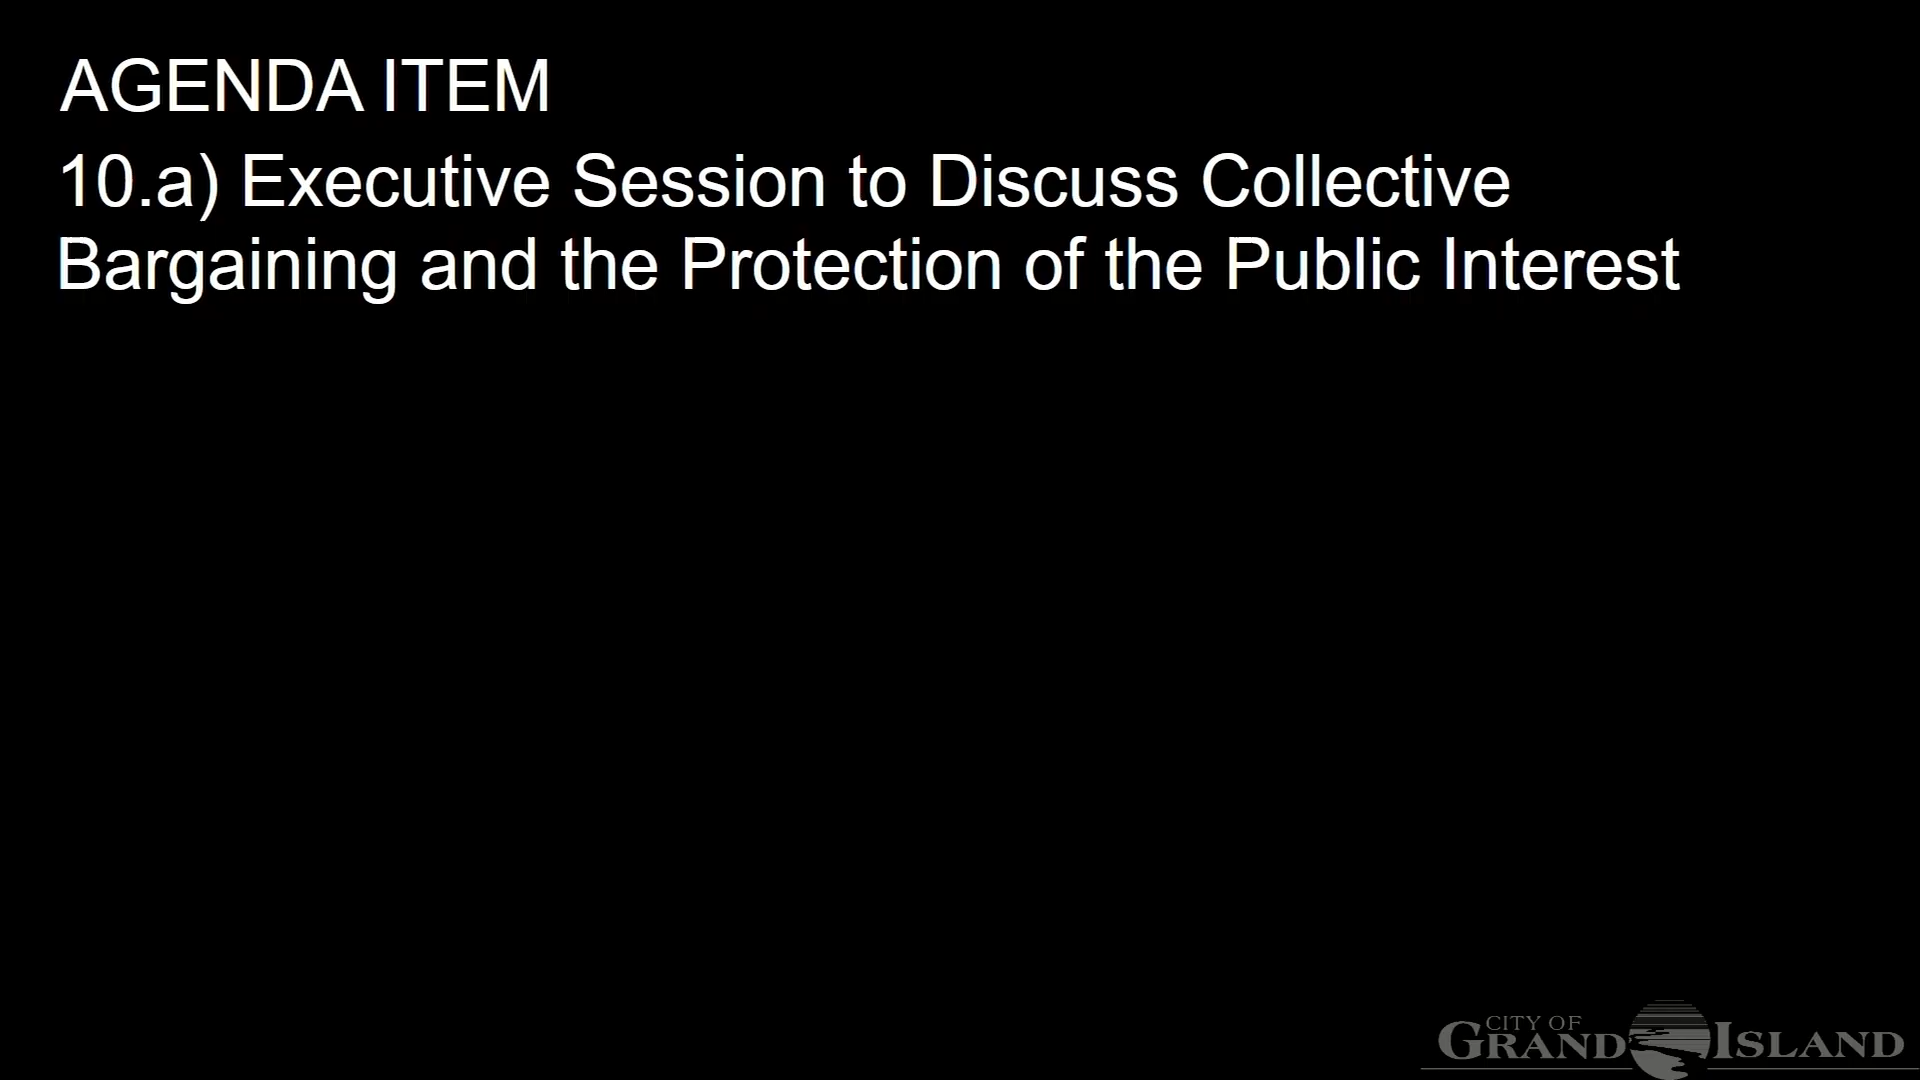 AGENDA ITEM
10.a) Executive Session to Discuss Collective
Bargaining and the Protection of the Public Interest
CITY OF
GRAND ISLAND